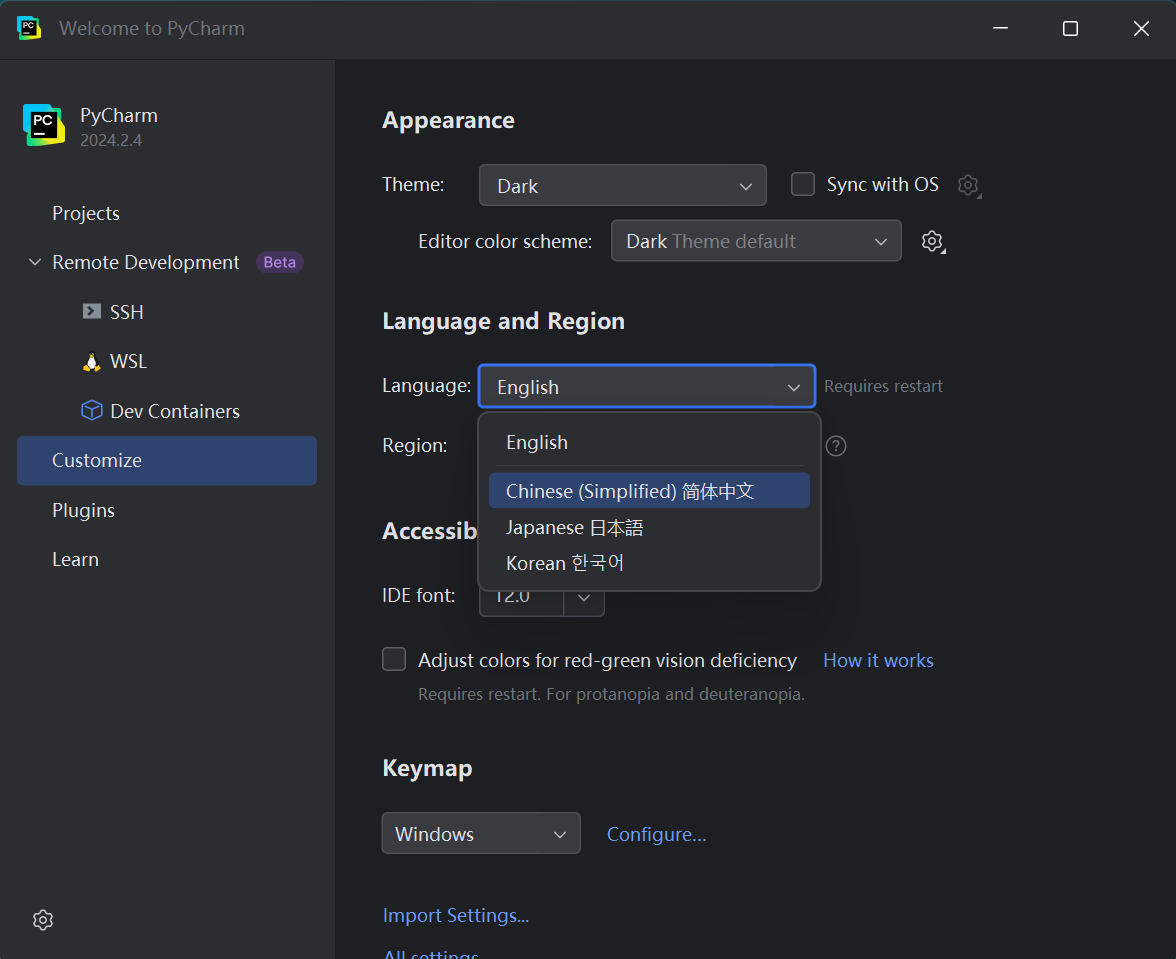 Welcome to PyCharm
PyCharm
2024.2.4
Projects
Remote Development Beta
SSH
WSL
Dev Containers
Customize
Plugins
Learn
Appearance
Theme: Dark Sync with OS
Editor color scheme: Dark Theme default
Language and Region
Language: English Requires restart
English
Region:
Chinese (Simplified) 简体中文
Japanese 日本語
Korean 한국어
Accessib
IDE font: 12.0
Adjust colors for red-green vision deficiency How it works
Requires restart. For protanopia and deuteranopia.
Keymap
Windows Configure...
Import Settings...
All settings